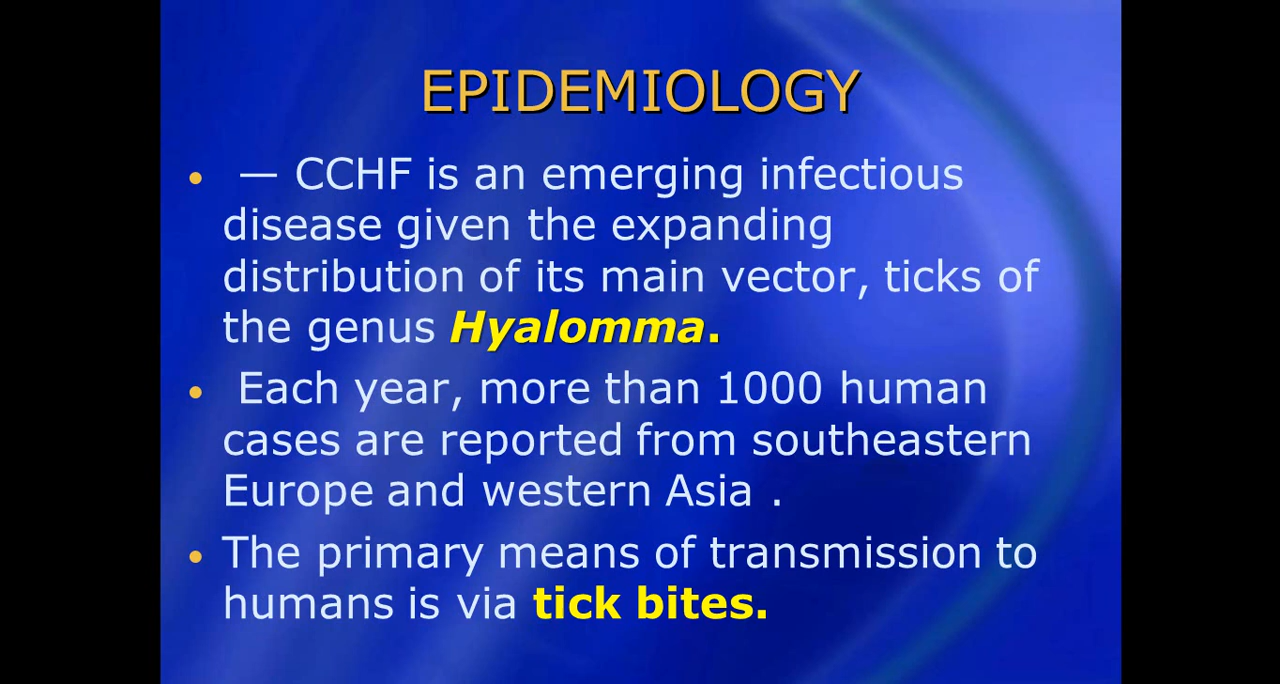 EPIDEMIOLOGY
• — CCHF is an emerging infectious
disease given the expanding
distribution of its main vector, ticks of
the genus Hyalomma.
• Each year, more than 1000 human
cases are reported from southeastern
Europe and western Asia .
• The primary means of transmission to
humans is via tick bites.